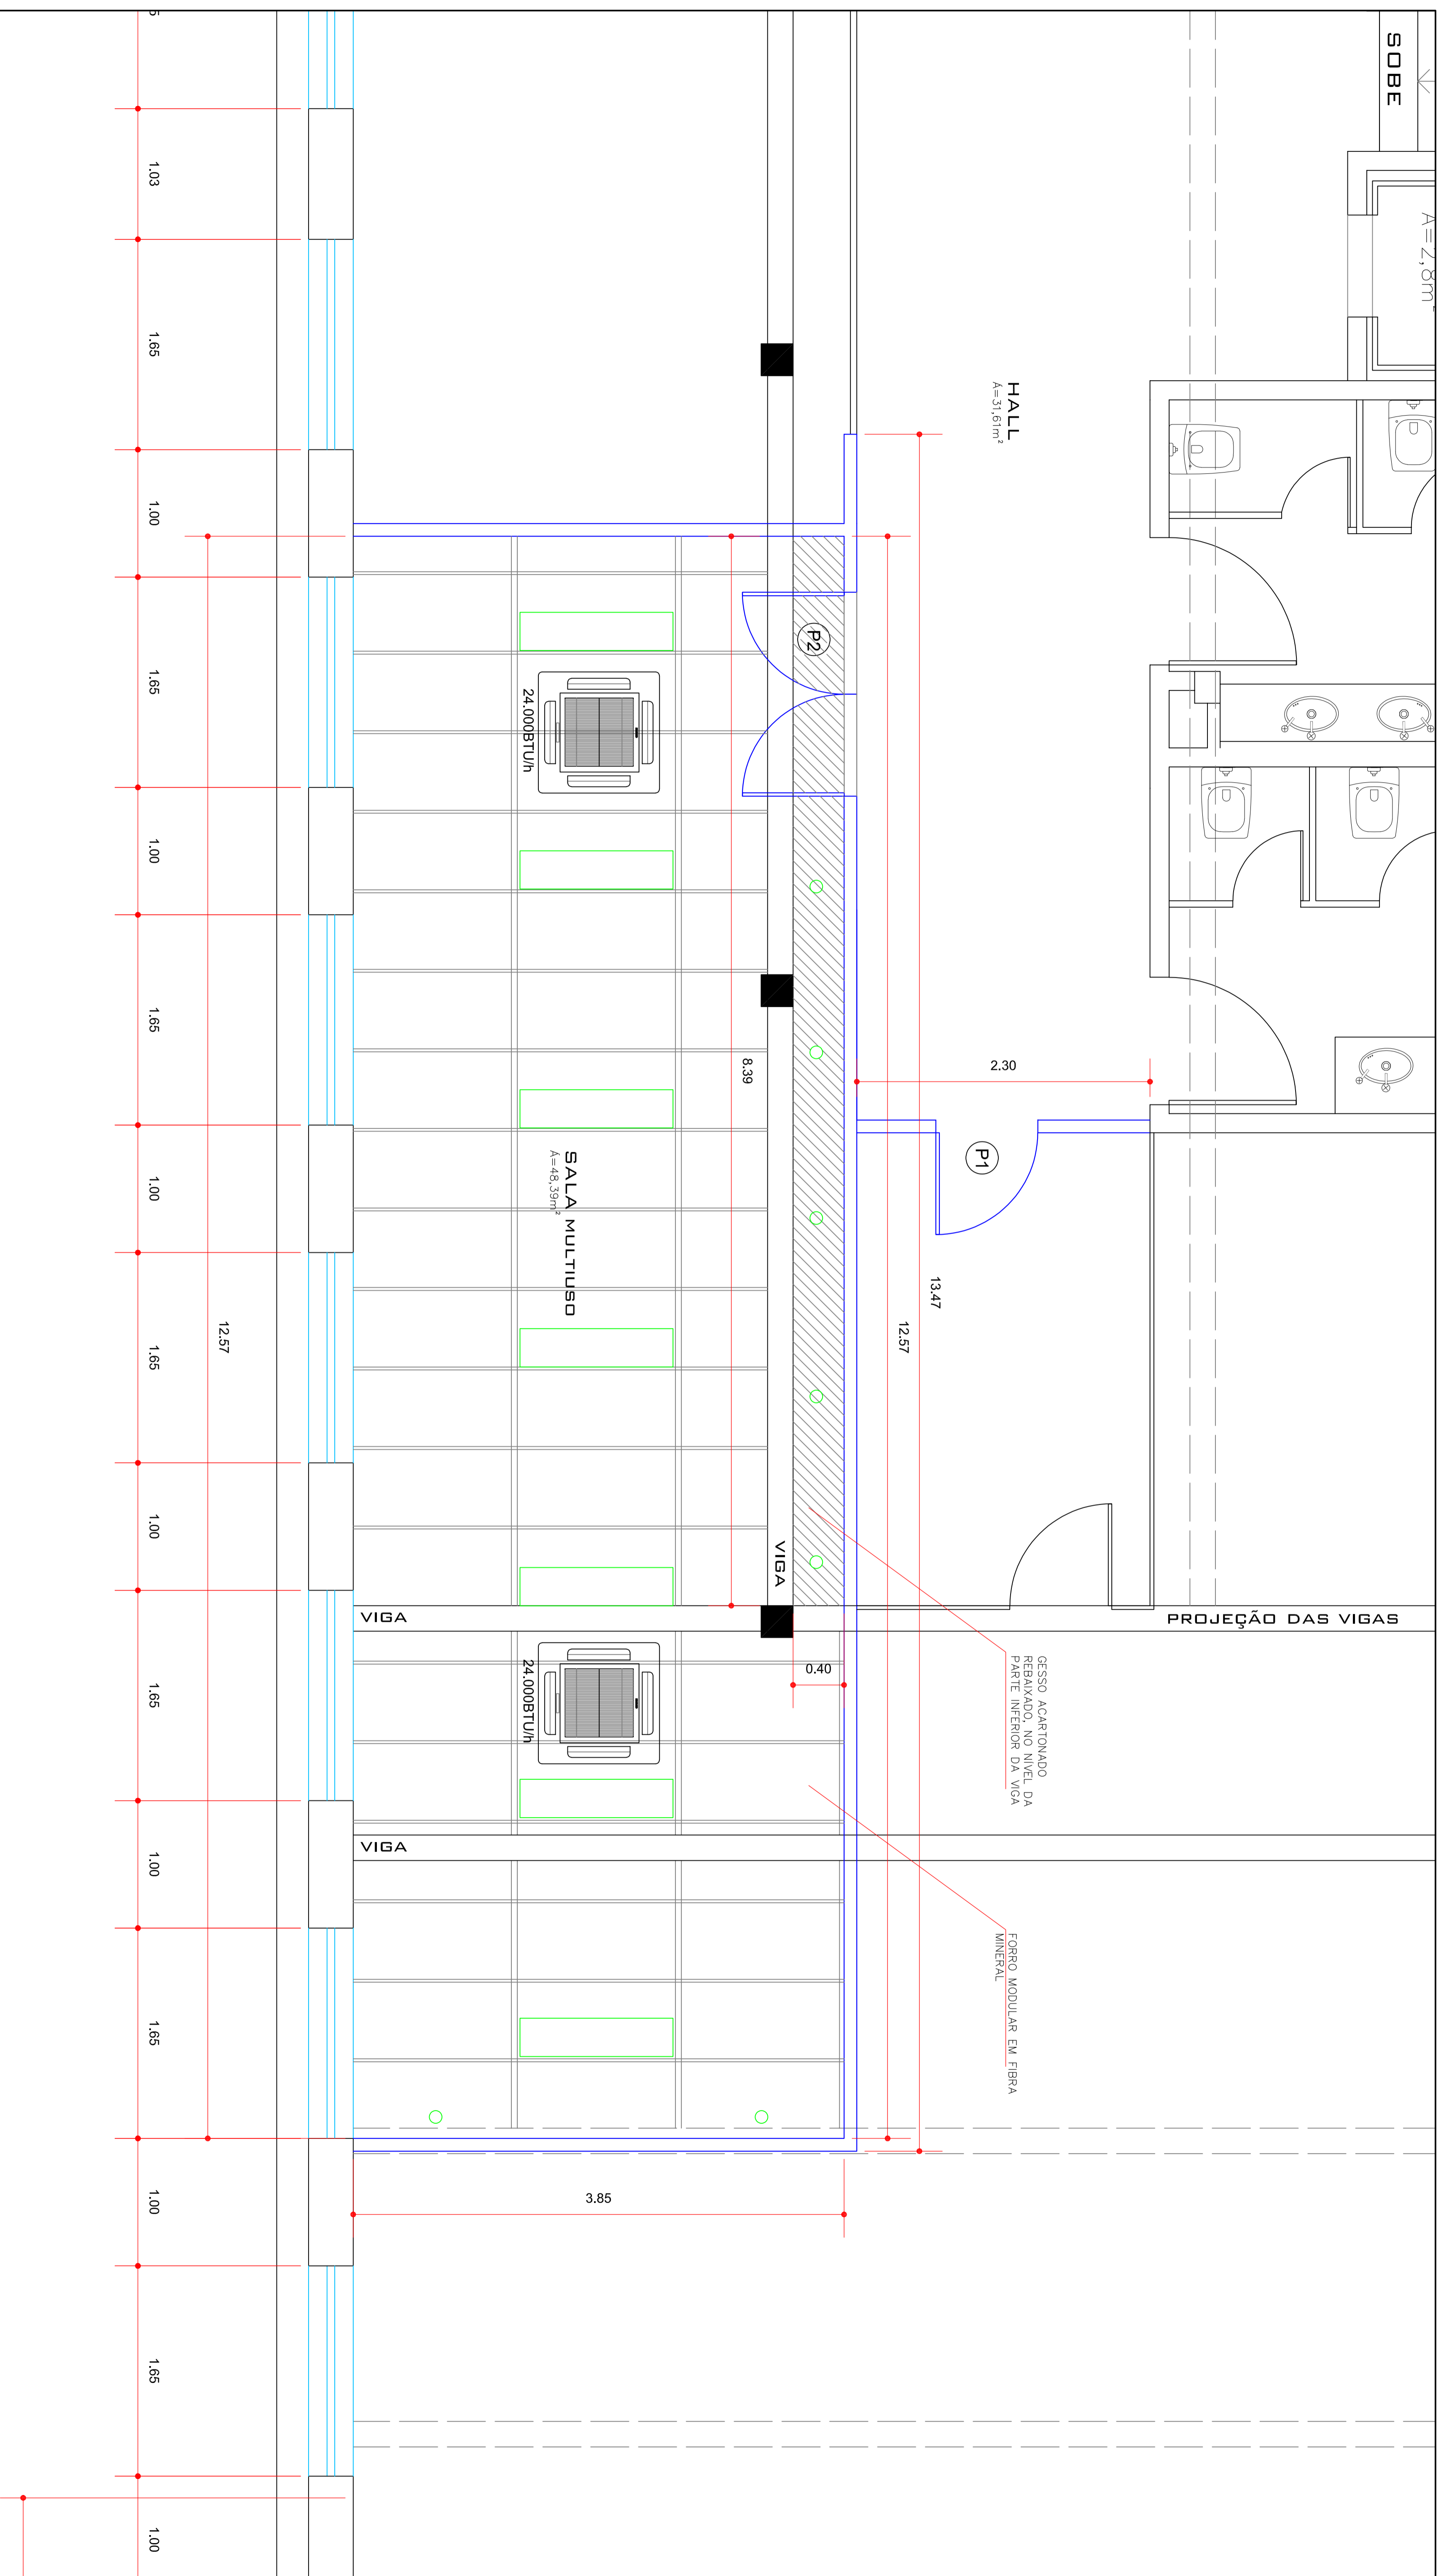 SOBE
A=2,8m²
HALL
Á=31,61m²
P2
P1
24.000BTU/h
SALA MULTIUSO
Á=48,39m²
24.000BTU/h
VIGA
VIGA
VIGA
PROJEÇÃO DAS VIGAS
GESSO ACARTONADO
REBAIXADO, NO NÍVEL DA
PARTE INFERIOR DA VIGA
FORRO MODULAR EM FIBRA
MINERAL
2.30
13.47
12.57
8.39
0.40
3.85
12.57
1.03
1.65
1.00
1.65
1.00
1.65
1.00
1.65
1.00
1.65
1.00
1.65
1.00
1.65
1.00